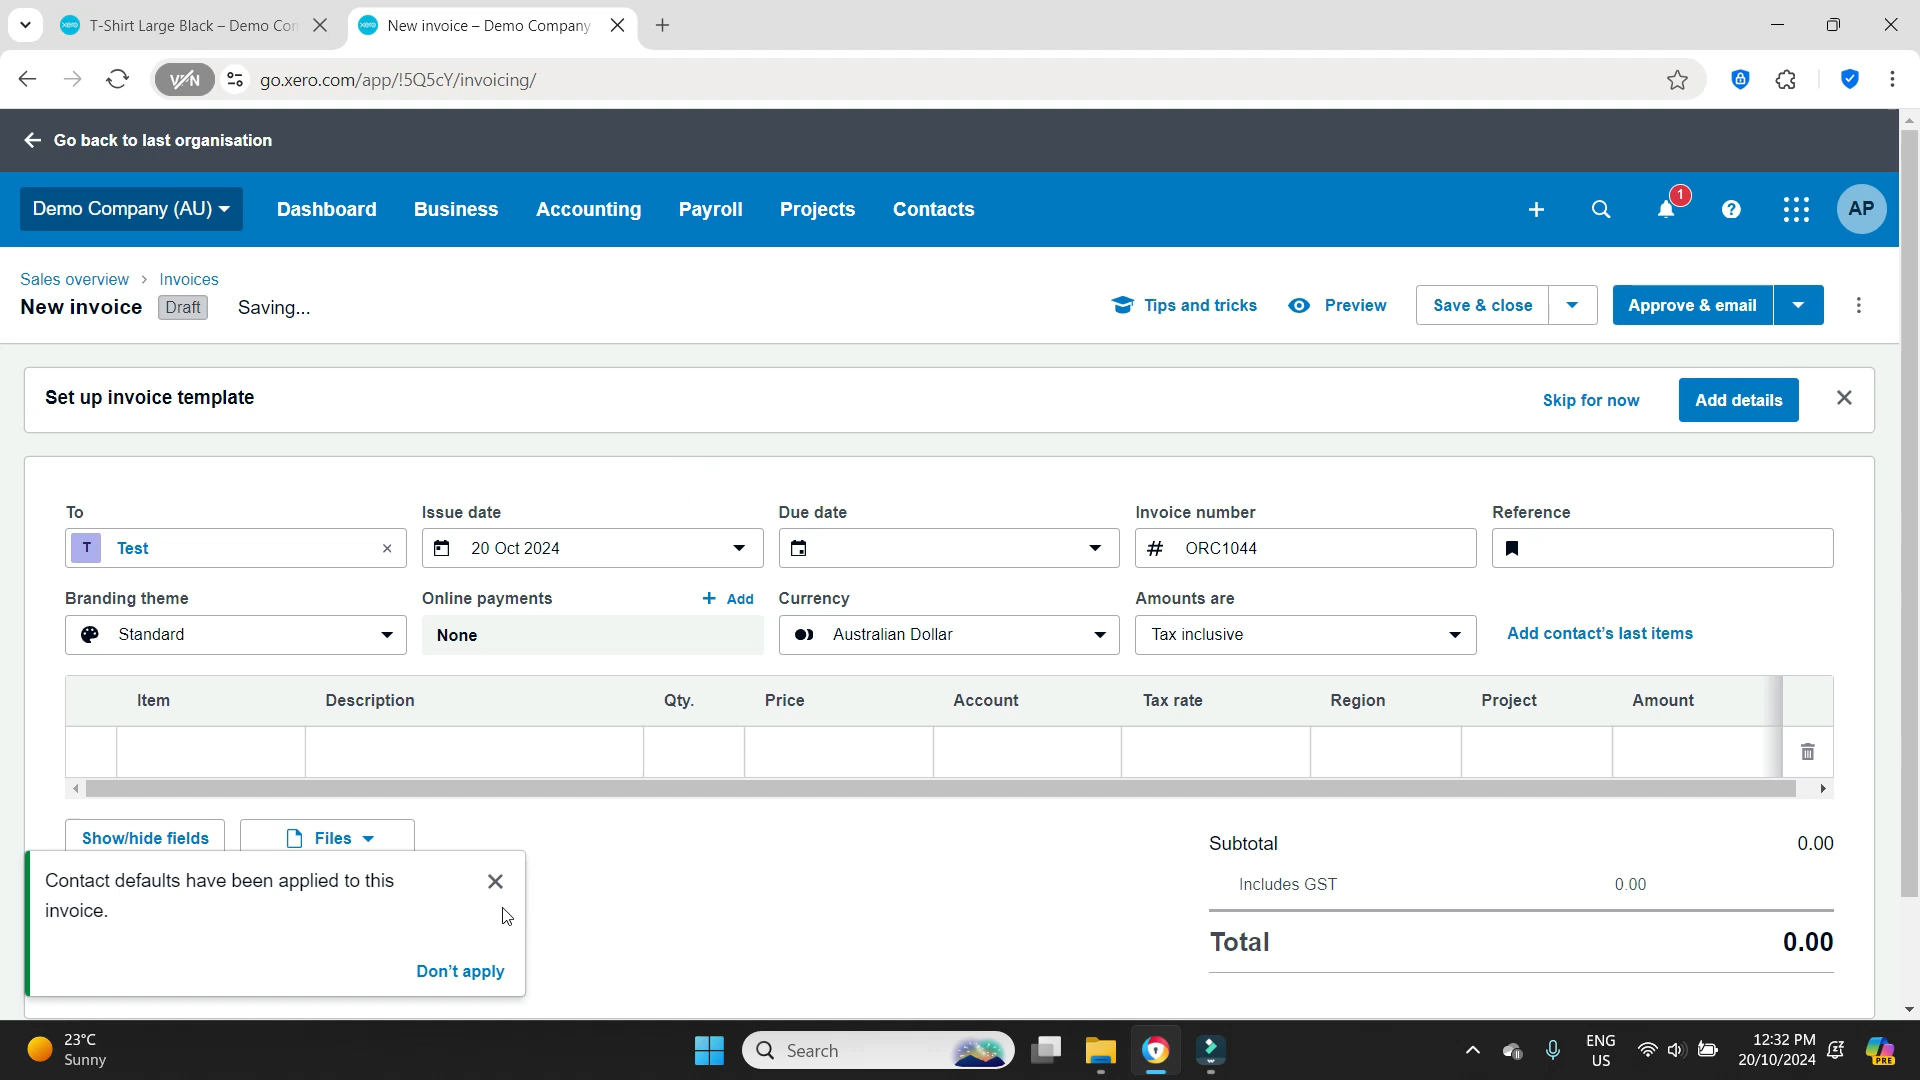 T-Shirt Large Black – Demo Con
New invoice – Demo Company
VPN
go.xero.com/app/!5Q5cY/invoicing/
Go back to last organisation
Demo Company (AU)
Dashboard
Business
Accounting
Payroll
Projects
Contacts
1
AP
Sales overview › Invoices
New invoice
Draft
Saving...
Tips and tricks
Preview
Save & close
Approve & email
Set up invoice template
Skip for now
Add details
To
Issue date
Due date
Invoice number
Reference
T Test
20 Oct 2024
# ORC1044
Branding theme
Online payments
+ Add
Currency
Amounts are
Standard
None
Australian Dollar
Tax inclusive
Add contact's last items
Item
Description
Qty.
Price
Account
Tax rate
Region
Project
Amount
Show/hide fields
Files
Subtotal
0.00
Includes GST
0.00
Total
0.00
Contact defaults have been applied to this
invoice.
Don't apply
23°C
Sunny
Search
ENG
US
12:32 PM
20/10/2024
PRE